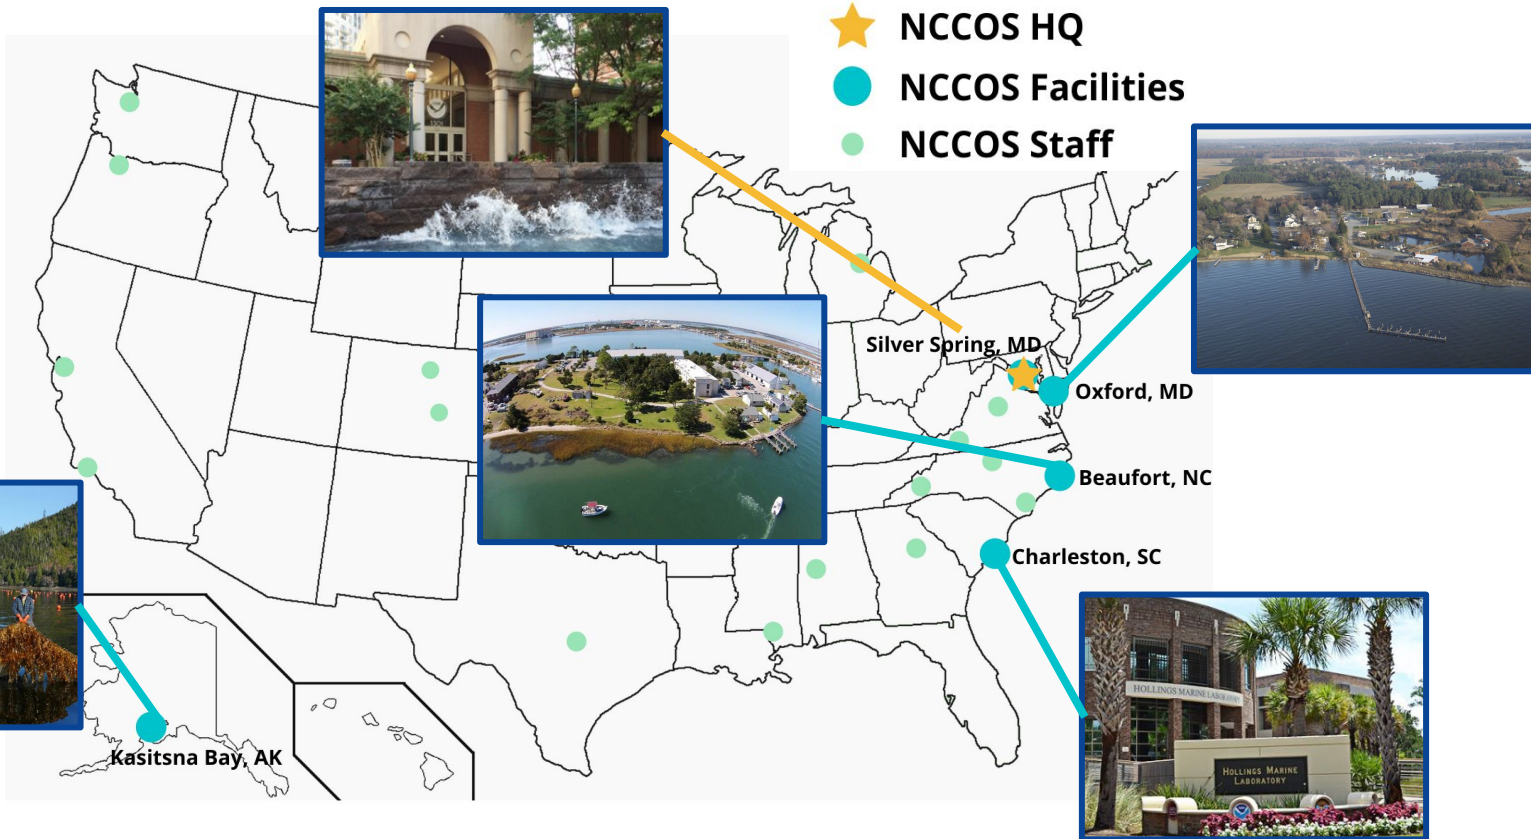 NCCOS HQ
NCCOS Facilities
NCCOS Staff
Silver Spring, MD
Oxford, MD
Beaufort, NC
Charleston, SC
Kasitsna Bay, AK
HOLLINGS MARINE LABORATORY
HOLLINGS MARINE
LABORATORY